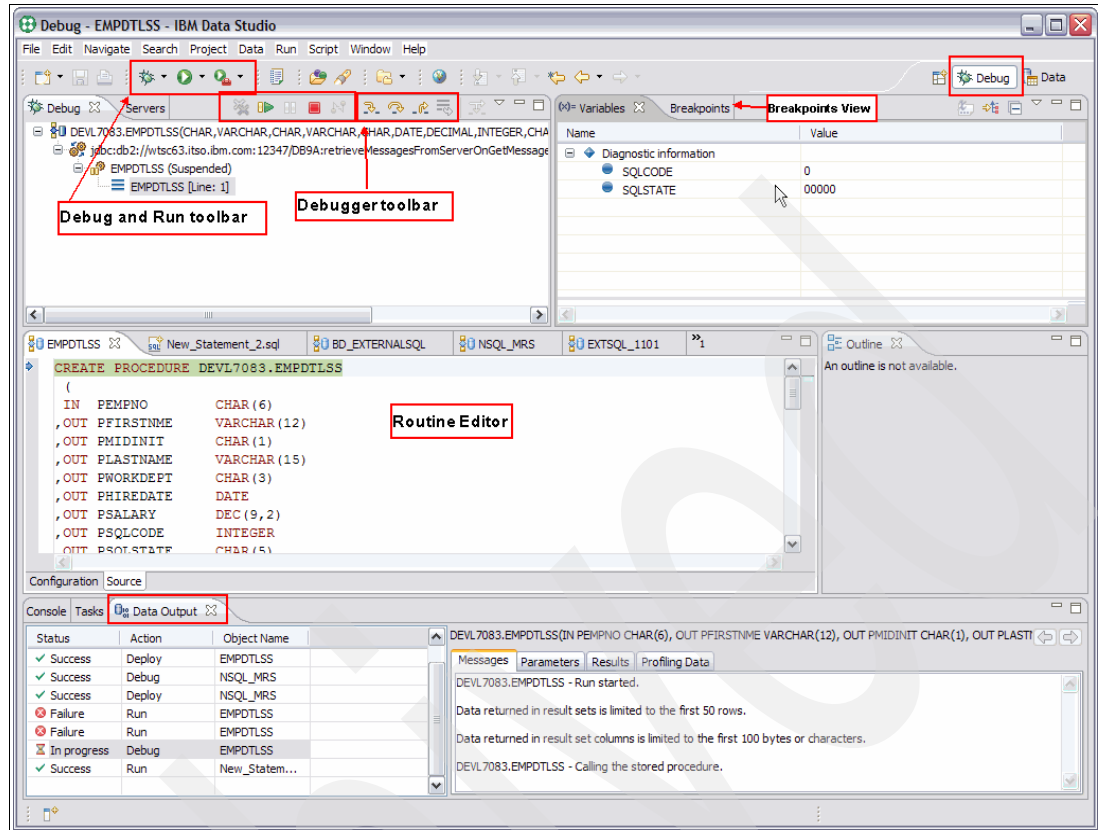 Debug - EMPDTLSS - IBM Data Studio
File Edit Navigate Search Project Data Run Script Window Help
Debug Data
Debug Servers
DEVL7083.EMPDTLSS(CHAR,VARCHAR,CHAR,VARCHAR,CHAR,DATE,DECIMAL,INTEGER,CHA
jdbc:db2://wtsc63.itso.ibm.com:12347/DB9A:retrieveMessagesFromServerOnGetMessage
EMPDTLSS (Suspended)
EMPDTLSS [Line: 1]
Debug and Run toolbar
Debugger toolbar
(x)= Variables Breakpoints
Breakpoints View
Name Value
Diagnostic information
SQLCODE 0
SQLSTATE 00000
EMPDTLSS New_Statement_2.sql BD_EXTERNALSQL NSQL_MRS EXTSQL_1101 »1
CREATE PROCEDURE DEVL7083.EMPDTLSS
(
IN PEMPNO CHAR(6)
,OUT PFIRSTNME VARCHAR(12)
,OUT PMIDINIT CHAR(1)
,OUT PLASTNAME VARCHAR(15)
,OUT PWORKDEPT CHAR(3)
,OUT PHIREDATE DATE
,OUT PSALARY DEC(9,2)
,OUT PSQLCODE INTEGER
,OUT PSQLSTATE CHAR(5)
Routine Editor
Configuration Source
Outline
An outline is not available.
Console Tasks Data Output
Status Action Object Name
Success Deploy EMPDTLSS
Success Debug NSQL_MRS
Success Deploy NSQL_MRS
Failure Run EMPDTLSS
Failure Run EMPDTLSS
In progress Debug EMPDTLSS
Success Run New_Statem...
DEVL7083.EMPDTLSS(IN PEMPNO CHAR(6), OUT PFIRSTNME VARCHAR(12), OUT PMIDINIT CHAR(1), OUT PLASTI
Messages Parameters Results Profiling Data
DEVL7083.EMPDTLSS - Run started.
Data returned in result sets is limited to the first 50 rows.
Data returned in result set columns is limited to the first 100 bytes or characters.
DEVL7083.EMPDTLSS - Calling the stored procedure.